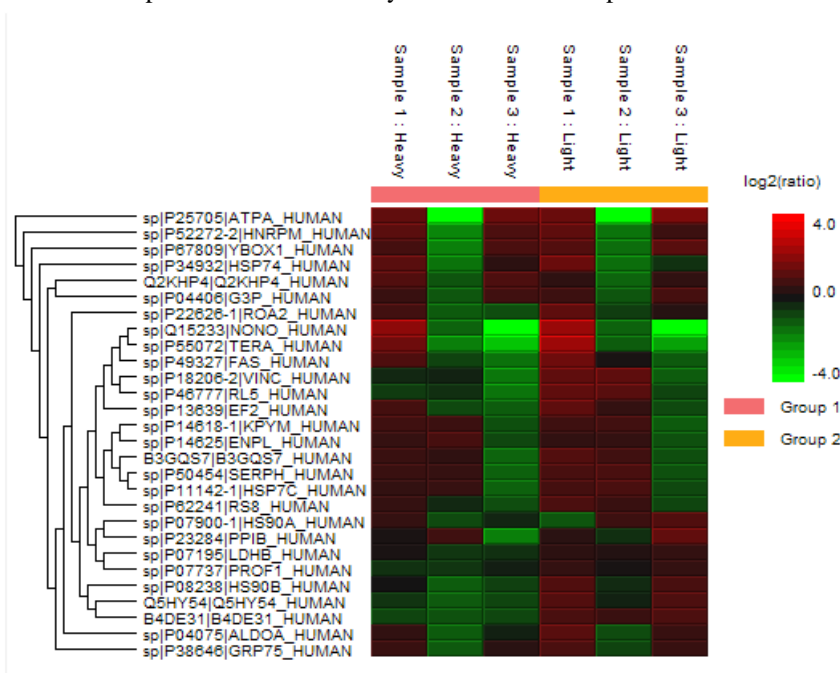 Sample 1 : Heavy
Sample 2 : Heavy
Sample 3 : Heavy
Sample 1 : Light
Sample 2 : Light
Sample 3 : Light
log2(ratio)
4.0
0.0
-4.0
Group 1
Group 2
sp|P25705|ATPA_HUMAN
sp|P52272-2|HNRPM_HUMAN
sp|P67809|YBOX1_HUMAN
sp|P34932|HSP74_HUMAN
Q2KHP4|Q2KHP4_HUMAN
sp|P04406|G3P_HUMAN
sp|P22626-1|ROA2_HUMAN
sp|Q15233|NONO_HUMAN
sp|P55072|TERA_HUMAN
sp|P49327|FAS_HUMAN
sp|P18206-2|VINC_HUMAN
sp|P46777|RL5_HUMAN
sp|P13639|EF2_HUMAN
sp|P14618-1|KPYM_HUMAN
sp|P14625|ENPL_HUMAN
B3GQS7|B3GQS7_HUMAN
sp|P50454|SERPH_HUMAN
sp|P11142-1|HSP7C_HUMAN
sp|P62241|RS8_HUMAN
sp|P07900-1|HS90A_HUMAN
sp|P23284|PPIB_HUMAN
sp|P07195|LDHB_HUMAN
sp|P07737|PROF1_HUMAN
sp|P08238|HS90B_HUMAN
Q5HY54|Q5HY54_HUMAN
B4DE31|B4DE31_HUMAN
sp|P04075|ALDOA_HUMAN
sp|P38646|GRP75_HUMAN